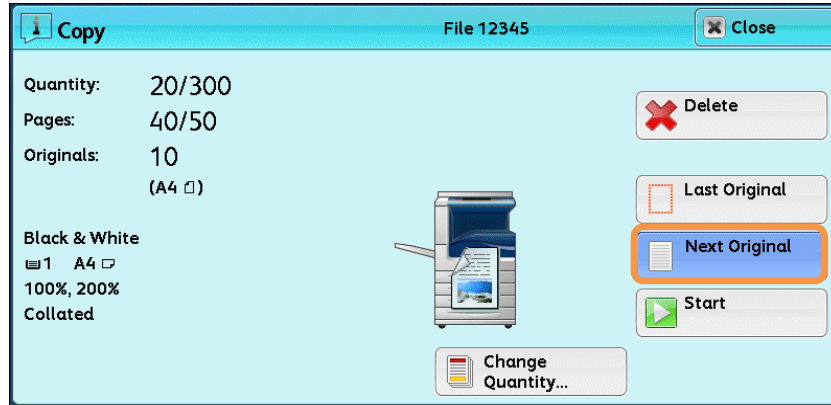 Copy
File 12345
Close
Quantity: 20/300
Pages: 40/50
Originals: 10
(A4)
Black & White
1 A4
100%, 200%
Collated
Delete
Last Original
Next Original
Start
Change
Quantity...